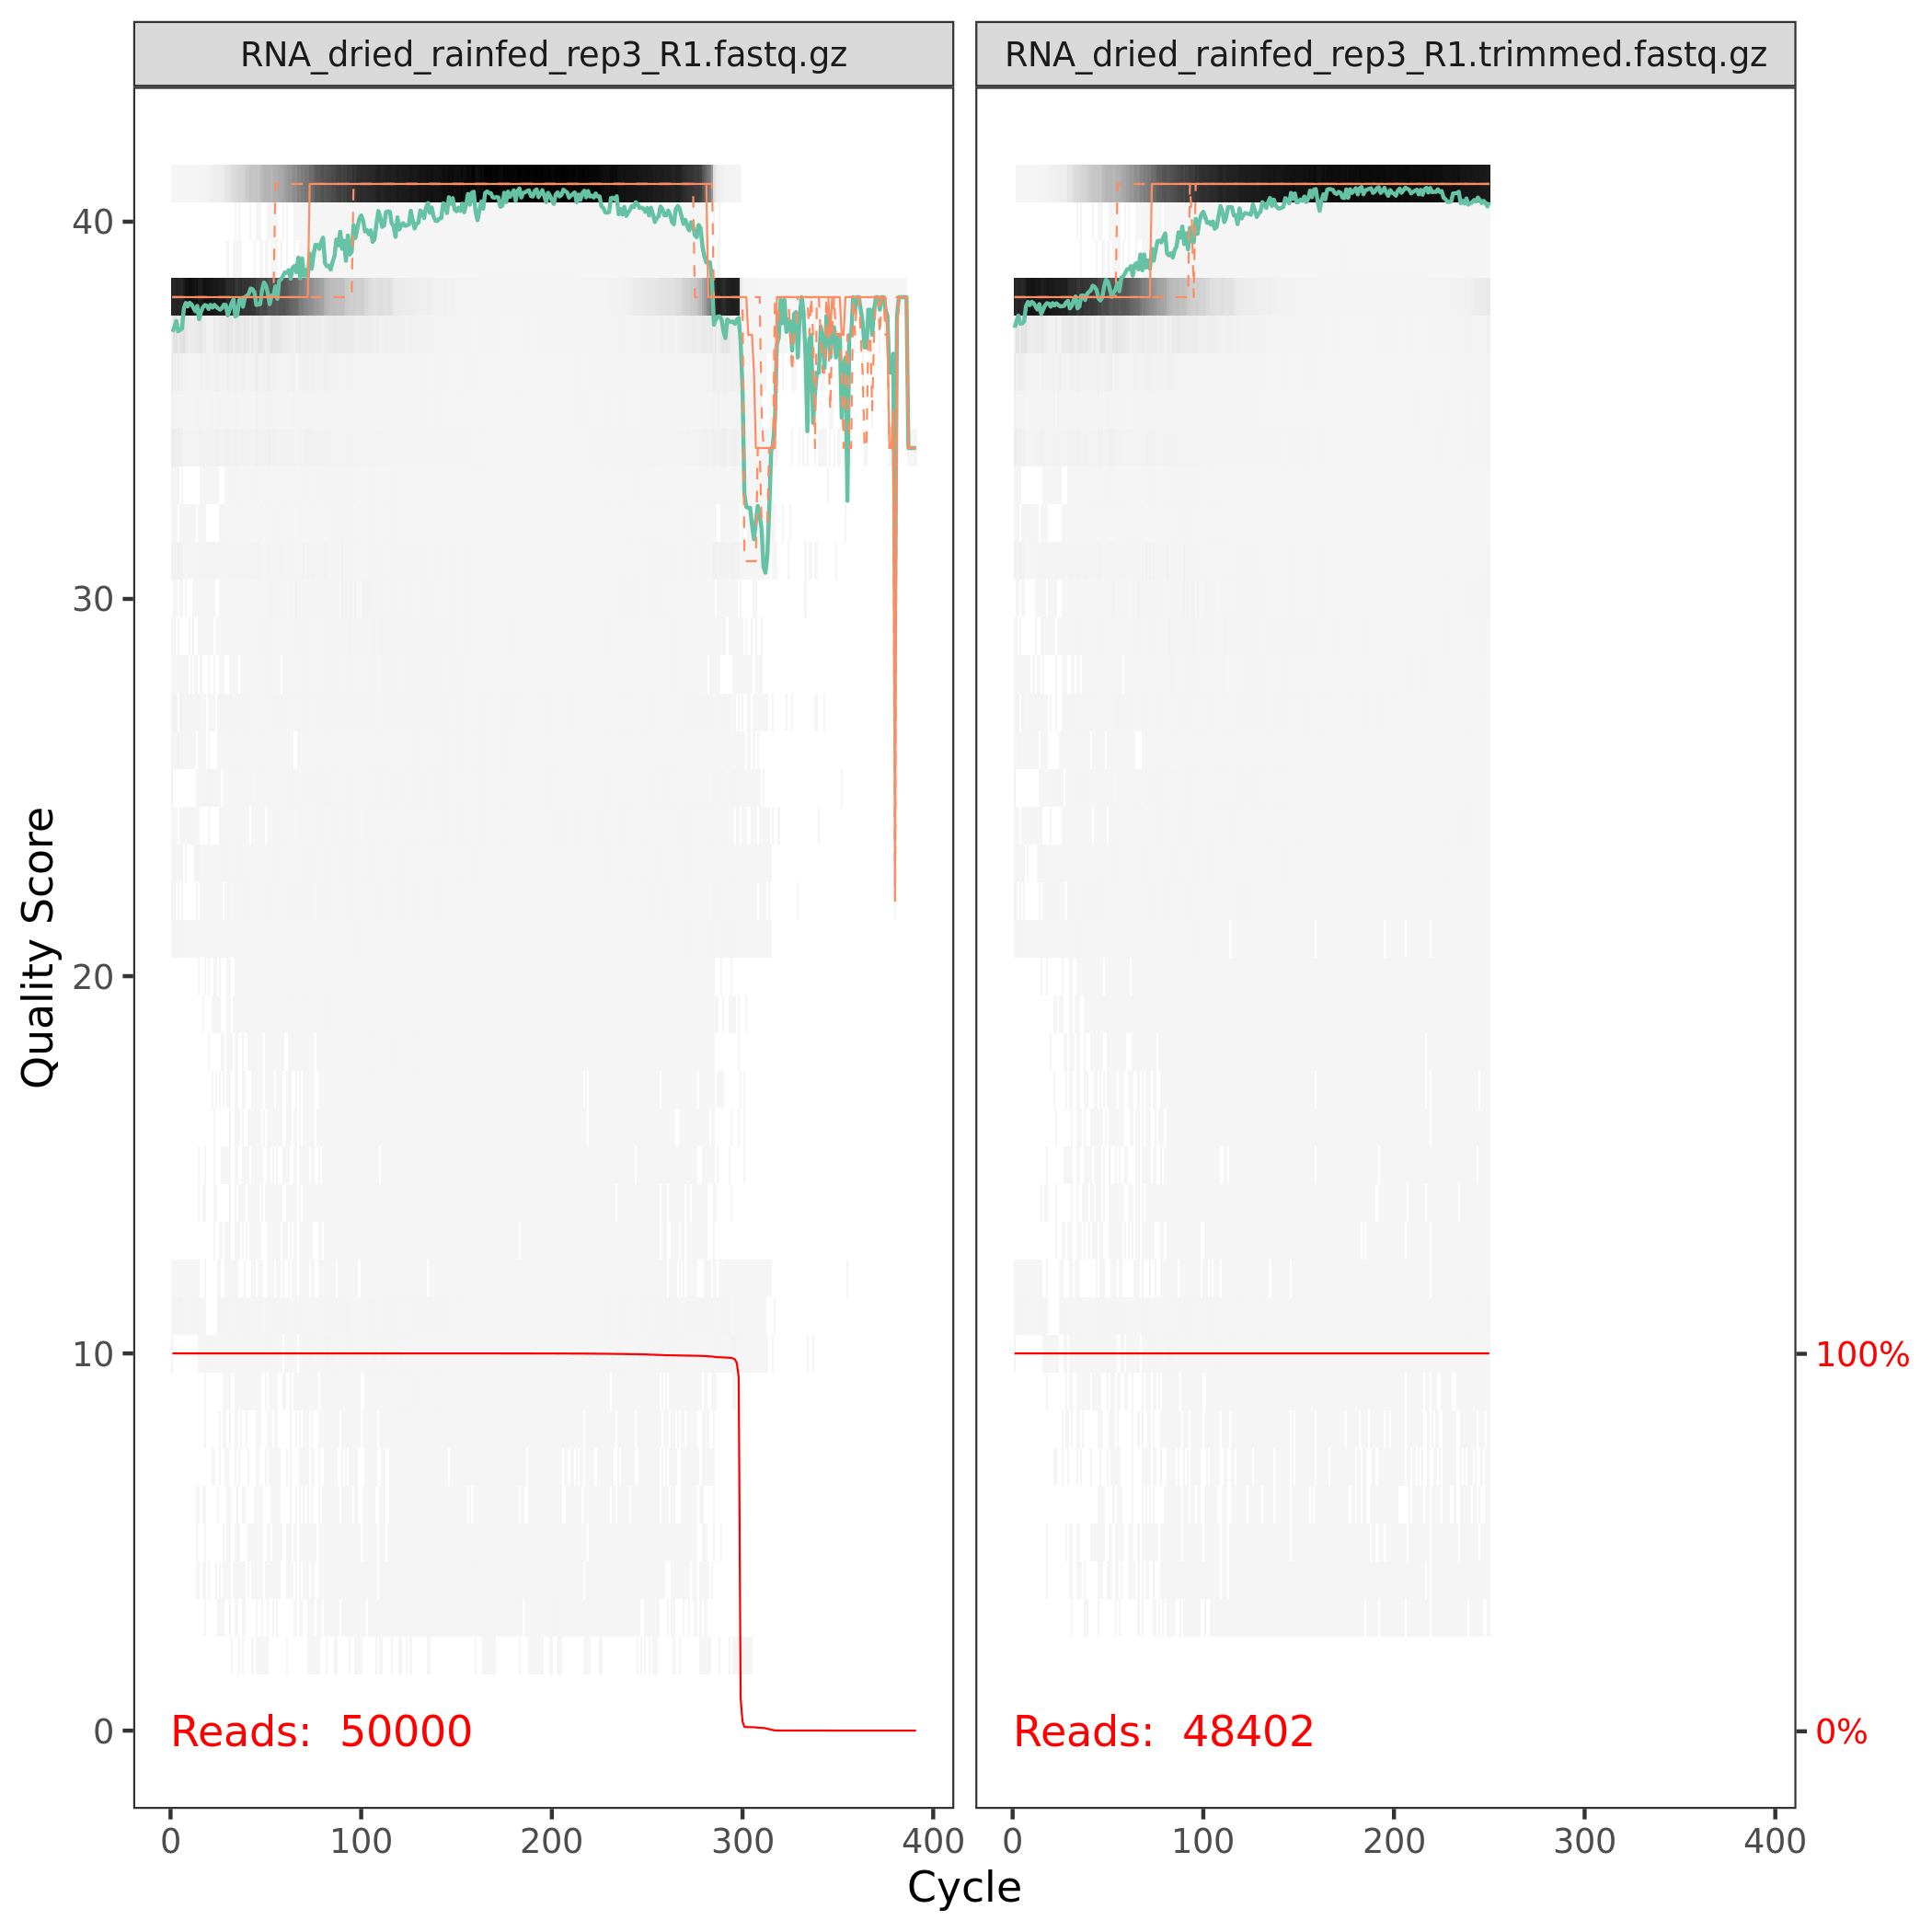 RNA_dried_rainfed_rep3_R1.fastq.gz
RNA_dried_rainfed_rep3_R1.trimmed.fastq.gz
Quality Score
40
30
20
10
0
Reads: 50000
Reads: 48402
100%
0%
0 100 200 300 400
0 100 200 300 400
Cycle